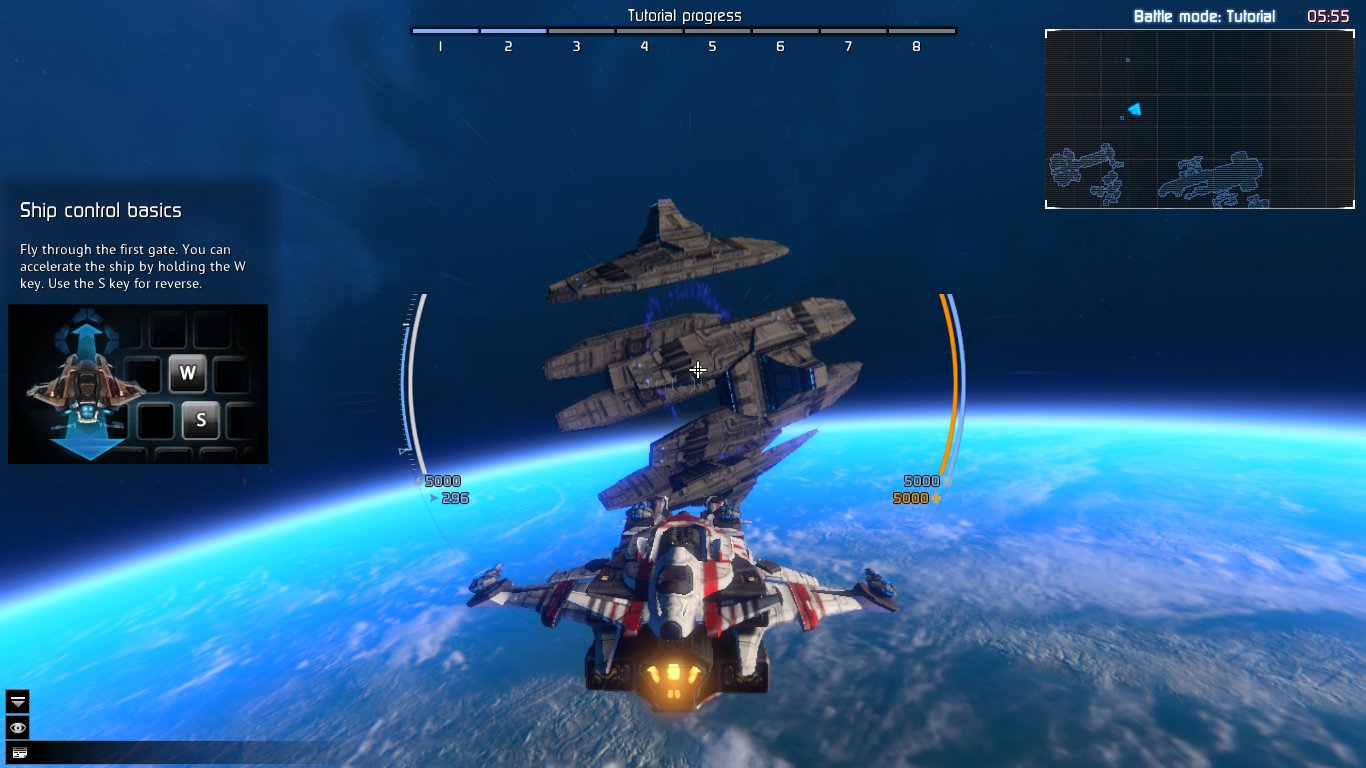 Tutorial progress
1 2 3 4 5 6 7 8
Battle mode: Tutorial 05:55
Ship control basics
Fly through the first gate. You can
accelerate the ship by holding the W
key. Use the S key for reverse.
W
S
5000
296
5000
5000